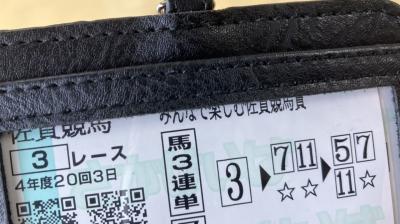 みんなで楽しむ佐賀競馬賞
佐賀競馬
3 レース
4年度20回3日
馬3連単
3▶7 11▶5 7
☆☆ 11☆